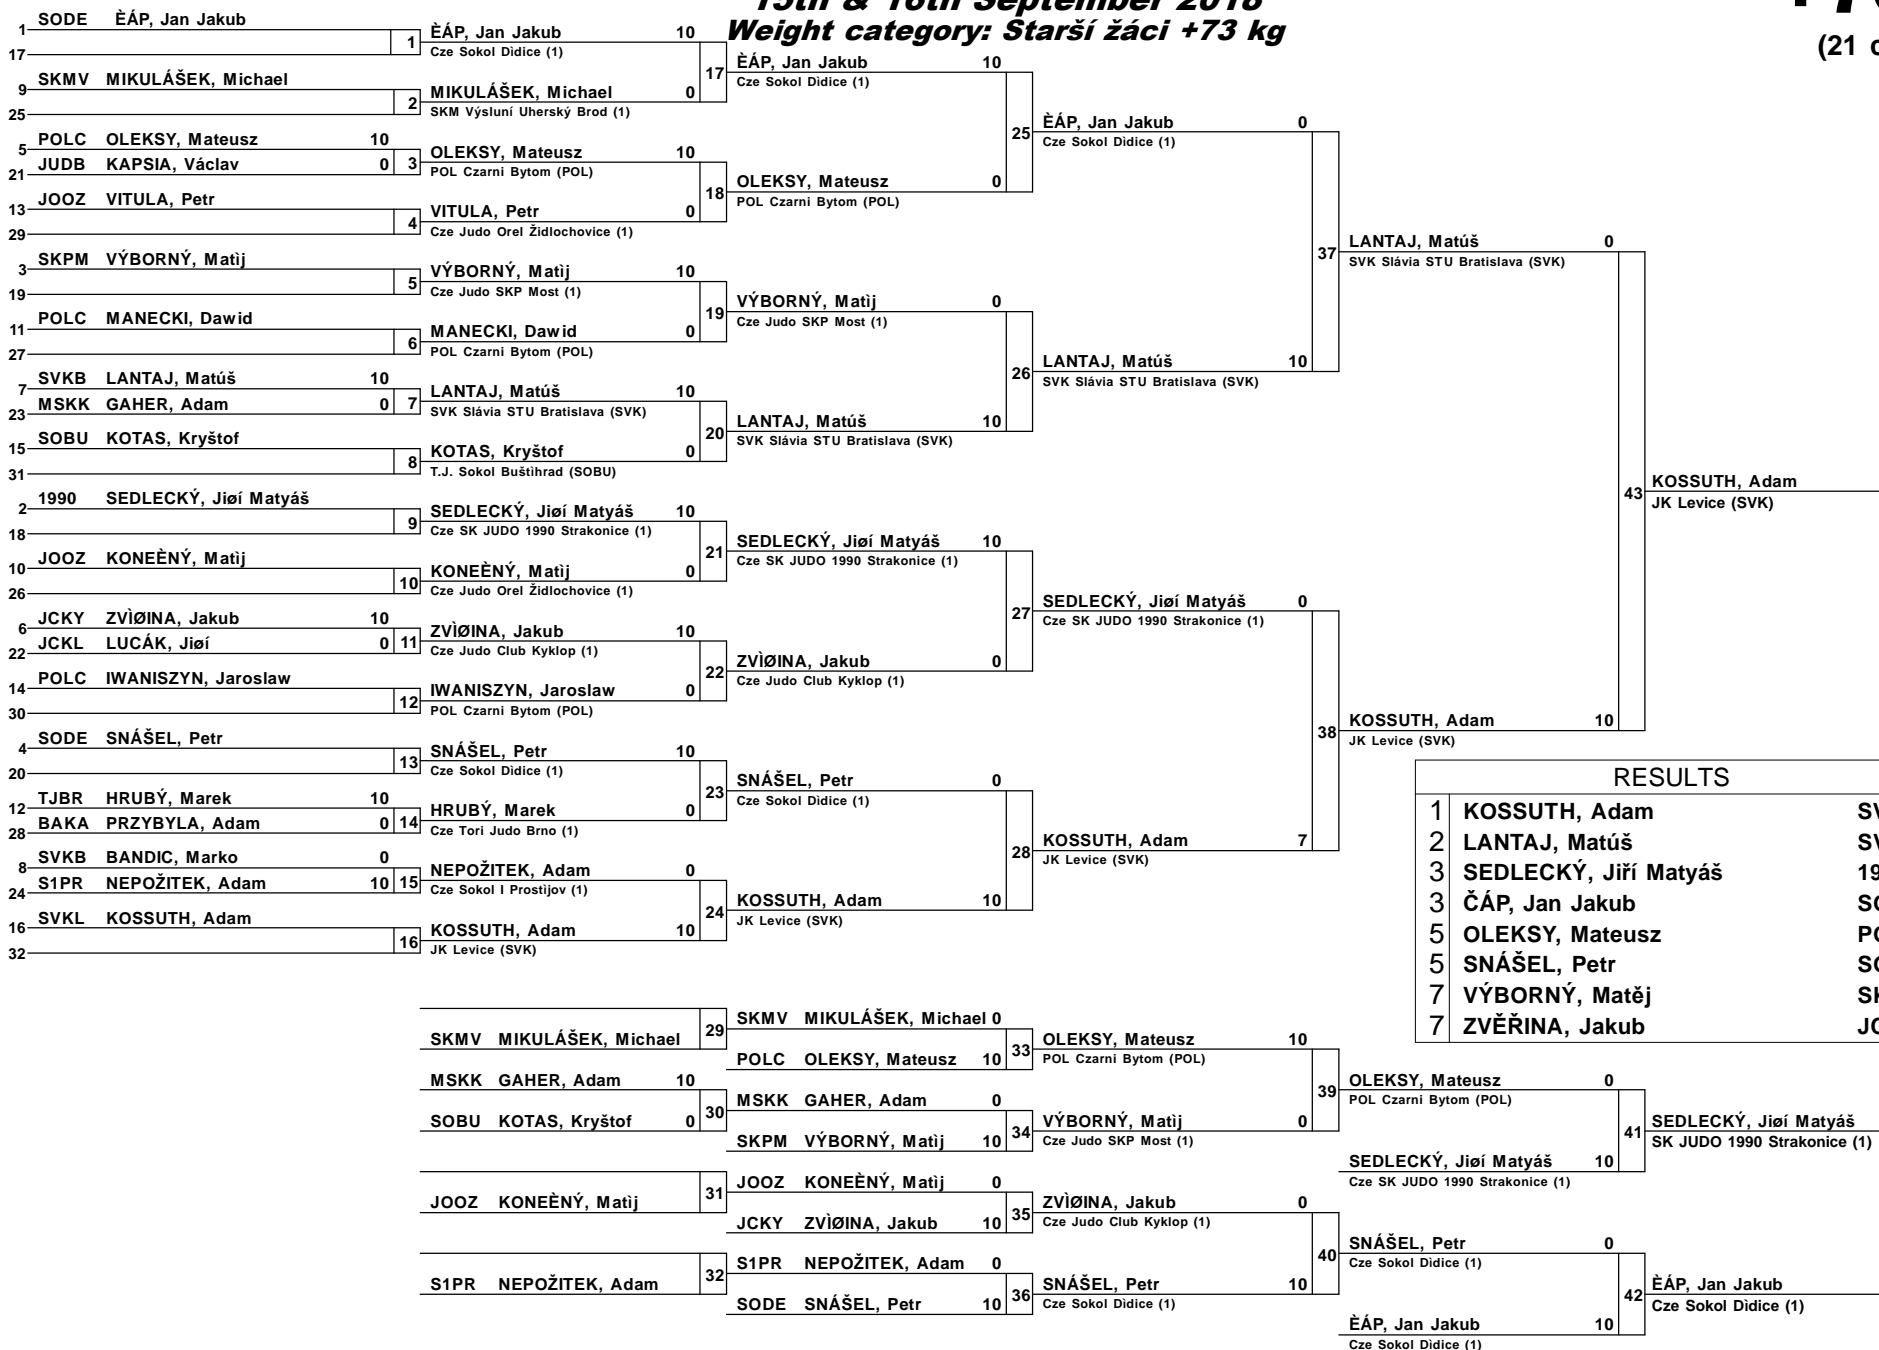 15th & 16th September 2018
Weight category: Starší žáci +73 kg
(21
1 SODE ÈÁP, Jan Jakub
17
1
9 SKMV MIKULÁŠEK, Michael
25
2
5 POLC OLEKSY, Mateusz 10
21 JUDB KAPSIA, Václav 0
3
13 JOOZ VITULA, Petr
29
4
3 SKPM VÝBORNÝ, Matìj
19
5
11 POLC MANECKI, Dawid
27
6
7 SVKB LANTAJ, Matúš 10
23 MSKK GAHER, Adam 0
7
15 SOBU KOTAS, Kryštof
31
8
2 1990 SEDLECKÝ, Jiøí Matyáš
18
9
10 JOOZ KONEÈNÝ, Matìj
26
10
6 JCKY ZVÌØINA, Jakub 10
22 JCKL LUCÁK, Jiøí 0
11
14 POLC IWANISZYN, Jaroslaw
30
12
4 SODE SNÁŠEL, Petr
20
13
12 TJBR HRUBÝ, Marek 10
28 BAKA PRZYBYLA, Adam 0
14
8 SVKB BANDIC, Marko 0
24 S1PR NEPOŽITEK, Adam 10
15
16 SVKL KOSSUTH, Adam
32
16
ÈÁP, Jan Jakub 10
Cze Sokol Dìdice (1)
17
MIKULÁŠEK, Michael 0
SKM Výsluní Uherský Brod (1)
OLEKSY, Mateusz 10
POL Czarni Bytom (POL)
18
VITULA, Petr 0
Cze Judo Orel Židlochovice (1)
VÝBORNÝ, Matìj 10
Cze Judo SKP Most (1)
19
MANECKI, Dawid 0
POL Czarni Bytom (POL)
LANTAJ, Matúš 10
SVK Slávia STU Bratislava (SVK)
20
KOTAS, Kryštof 0
T.J. Sokol Buštìhrad (SOBU)
SEDLECKÝ, Jiøí Matyáš 10
Cze SK JUDO 1990 Strakonice (1)
21
KONEÈNÝ, Matìj 0
Cze Judo Orel Židlochovice (1)
ZVÌØINA, Jakub 10
Cze Judo Club Kyklop (1)
22
IWANISZYN, Jaroslaw 0
POL Czarni Bytom (POL)
SNÁŠEL, Petr 10
Cze Sokol Dìdice (1)
23
HRUBÝ, Marek 0
Cze Tori Judo Brno (1)
NEPOŽITEK, Adam 0
Cze Sokol I Prostìjov (1)
24
KOSSUTH, Adam 10
JK Levice (SVK)
ÈÁP, Jan Jakub 10
Cze Sokol Dìdice (1)
25
OLEKSY, Mateusz 0
POL Czarni Bytom (POL)
VÝBORNÝ, Matìj 0
Cze Judo SKP Most (1)
26
LANTAJ, Matúš 10
SVK Slávia STU Bratislava (SVK)
SEDLECKÝ, Jiøí Matyáš 10
Cze SK JUDO 1990 Strakonice (1)
27
ZVÌØINA, Jakub 0
Cze Judo Club Kyklop (1)
SNÁŠEL, Petr 0
Cze Sokol Dìdice (1)
28
KOSSUTH, Adam 10
JK Levice (SVK)
ÈÁP, Jan Jakub 0
Cze Sokol Dìdice (1)
37
LANTAJ, Matúš 10
SVK Slávia STU Bratislava (SVK)
SEDLECKÝ, Jiøí Matyáš 0
Cze SK JUDO 1990 Strakonice (1)
38
KOSSUTH, Adam 7
JK Levice (SVK)
LANTAJ, Matúš 0
SVK Slávia STU Bratislava (SVK)
43
KOSSUTH, Adam 10
JK Levice (SVK)
KOSSUTH, Adam
JK Levice (SVK)
RESULTS
1 KOSSUTH, Adam
2 LANTAJ, Matúš
3 SEDLECKÝ, Jiří Matyáš
3 ČÁP, Jan Jakub
5 OLEKSY, Mateusz
5 SNÁŠEL, Petr
7 VÝBORNÝ, Matěj
7 ZVĚŘINA, Jakub
SKMV MIKULÁŠEK, Michael
29
MSKK GAHER, Adam 10
30
SOBU KOTAS, Kryštof 0
31
JOOZ KONEÈNÝ, Matìj
32
S1PR NEPOŽITEK, Adam
SKMV MIKULÁŠEK, Michael 0
33
POLC OLEKSY, Mateusz 10
MSKK GAHER, Adam 0
34
SKPM VÝBORNÝ, Matìj 10
JOOZ KONEÈNÝ, Matìj 0
35
JCKY ZVÌØINA, Jakub 10
S1PR NEPOŽITEK, Adam 0
36
SODE SNÁŠEL, Petr 10
OLEKSY, Mateusz 10
POL Czarni Bytom (POL)
39
VÝBORNÝ, Matìj 0
Cze Judo SKP Most (1)
ZVÌØINA, Jakub 0
Cze Judo Club Kyklop (1)
40
SNÁŠEL, Petr 10
Cze Sokol Dìdice (1)
OLEKSY, Mateusz 0
POL Czarni Bytom (POL)
41
SEDLECKÝ, Jiøí Matyáš 10
Cze SK JUDO 1990 Strakonice (1)
SNÁŠEL, Petr 0
Cze Sokol Dìdice (1)
42
ÈÁP, Jan Jakub 10
Cze Sokol Dìdice (1)
SEDLECKÝ, Jiøí Matyáš
SK JUDO 1990 Strakonice (1)
ÈÁP, Jan Jakub
Cze Sokol Dìdice (1)